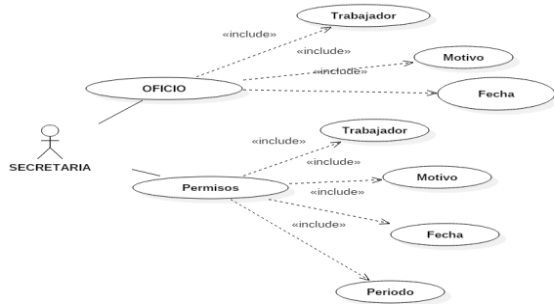 Trabajador
«include»
«include»
Motivo
OFICIO
«include»
Fecha
SECRETARIA
Trabajador
«include»
«include»
Motivo
Permisos
«include»
«include»
Fecha
Periodo